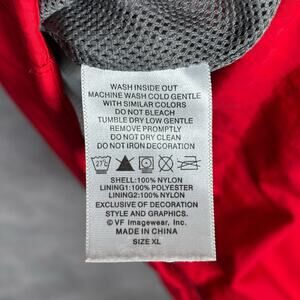 WASH INSIDE OUT
MACHINE WASH COLD GENTLE
WITH SIMILAR COLORS
DO NOT BLEACH
TUMBLE DRY LOW GENTLE
REMOVE PROMPTLY
DO NOT DRY CLEAN
DO NOT IRON DECORATION
27°C
SHELL:100% NYLON
LINING1:100% POLYESTER
LINING2:100% NYLON
EXCLUSIVE OF DECORATION
STYLE AND GRAPHICS.
© VF Imagewear, Inc.
MADE IN CHINA
SIZE XL